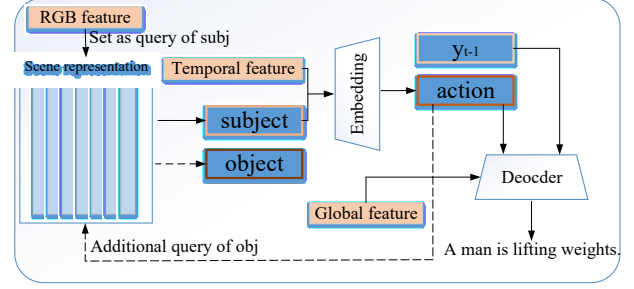 RGB feature
Set as query of subj
Scene representation
Temporal feature
subject
object
Embedding
y t-1
action
Deocder
Global feature
Additional query of obj
A man is lifting weights.